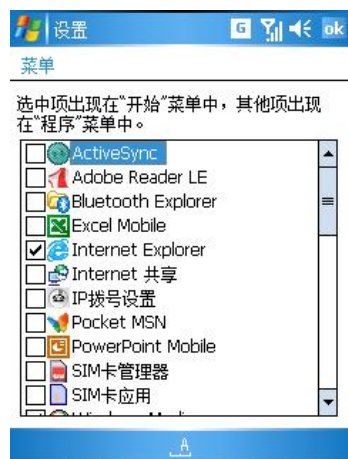 设置
G
ok
菜单
选中项出现在“开始”菜单中，其他项出现
在“程序”菜单中。
ActiveSync
Adobe Reader LE
Bluetooth Explorer
Excel Mobile
Internet Explorer
Internet 共享
IP拨号设置
Pocket MSN
PowerPoint Mobile
SIM卡管理器
SIM卡应用